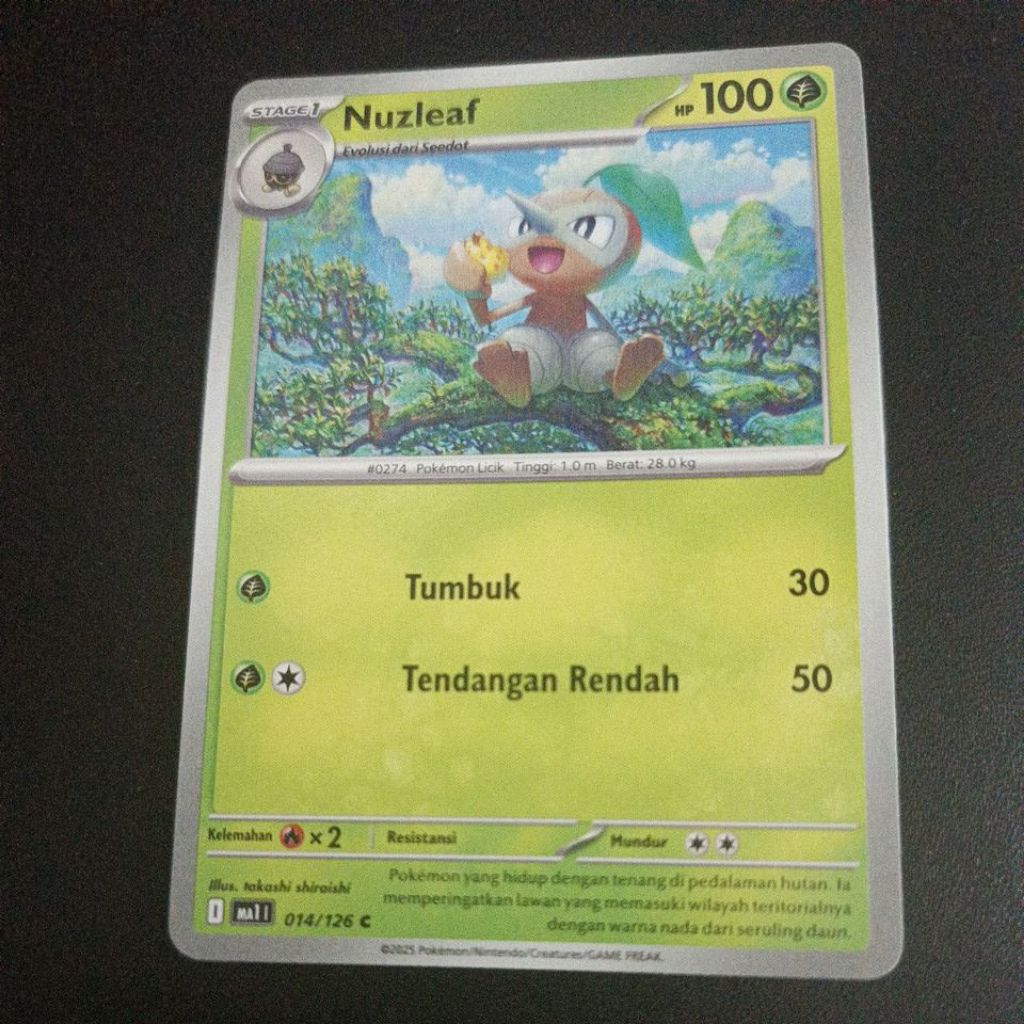 STAGE1 Nuzleaf HP 100
Evolusi dari Seedot
#0274 Pokémon Licik Tinggi: 1.0 m Berat: 28.0 kg
Tumbuk 30
Tendangan Rendah 50
Kelemahan ×2 Resistansi Mundur
Illus. takashi shiraishi
Pokémon yang hidup dengan tenang di pedalaman hutan. Ia
memperingatkan lawan yang memasuki wilayah teritorialnya
dengan warna nada dari seruling daun.
I MA1 I 014/126 C
©2025 Pokémon/Nintendo/Creatures/GAME FREAK.